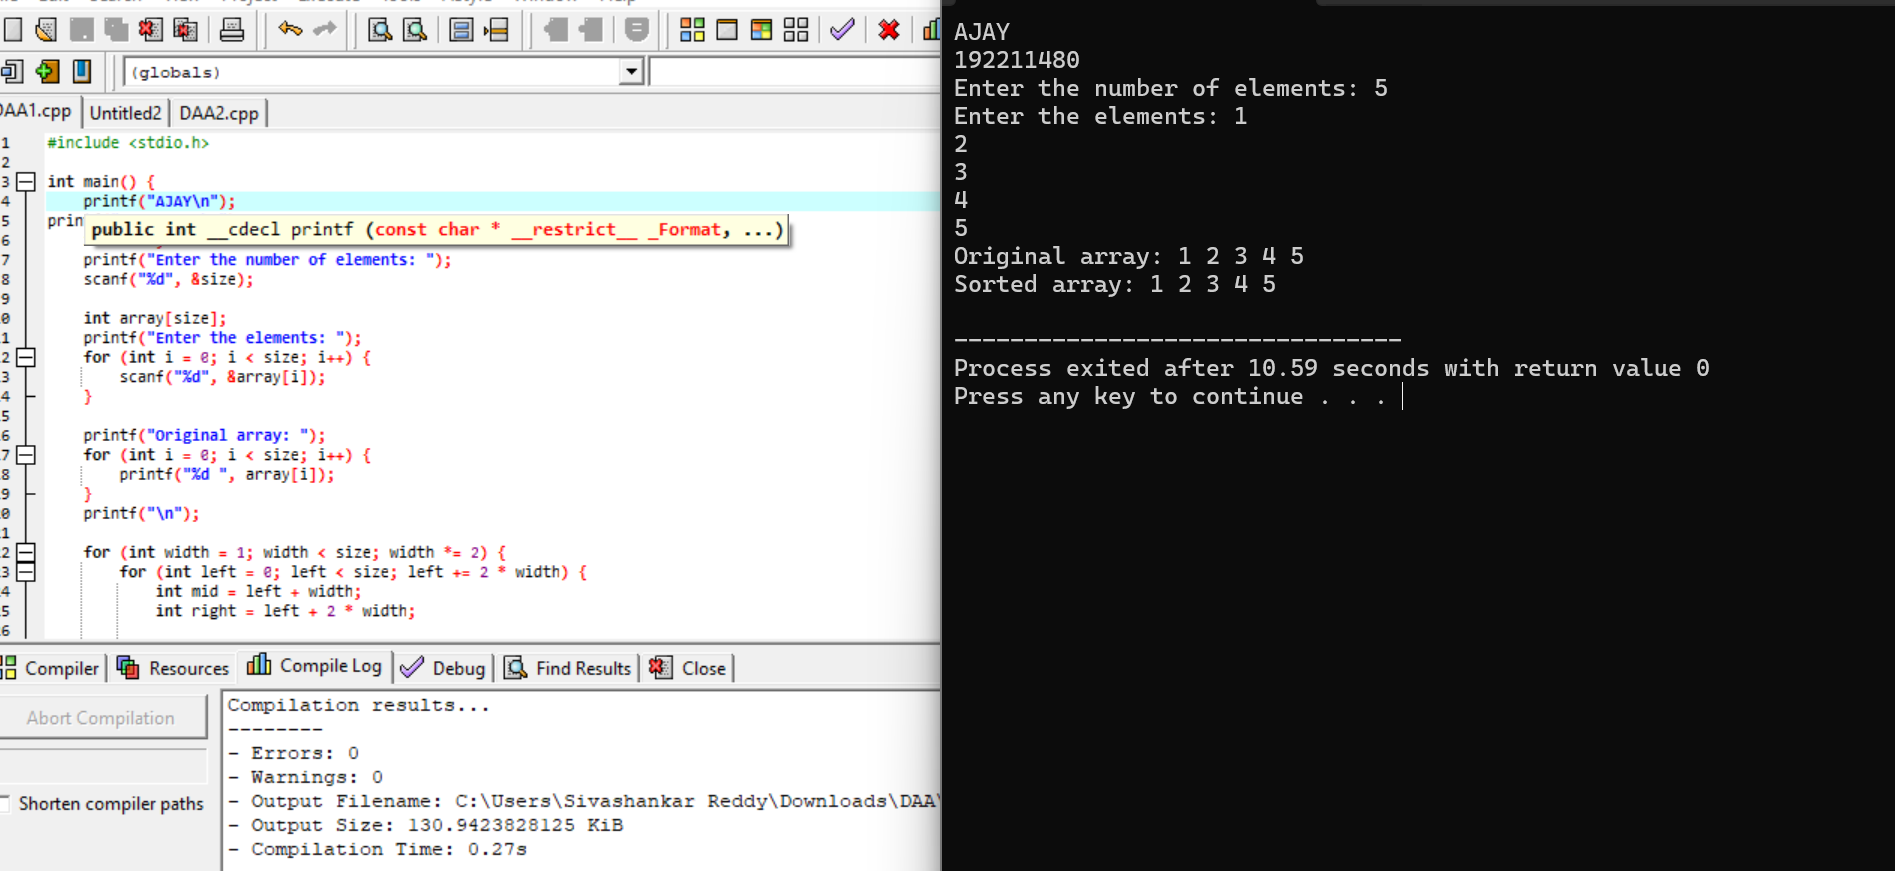 (globals)
DAA1.cpp Untitled2 DAA2.cpp
1 #include <stdio.h>
2
3 int main() {
4 printf("AJAY\n");
5 prin
public int __cdecl printf (const char * __restrict__ _Format, ...)
6
7 printf("Enter the number of elements: ");
8 scanf("%d", &size);
9
0 int array[size];
1 printf("Enter the elements: ");
2 for (int i = 0; i < size; i++) {
3 scanf("%d", &array[i]);
4 }
5
6 printf("Original array: ");
7 for (int i = 0; i < size; i++) {
8 printf("%d ", array[i]);
9 }
0 printf("\n");
1
2 for (int width = 1; width < size; width *= 2) {
3 for (int left = 0; left < size; left += 2 * width) {
4 int mid = left + width;
5 int right = left + 2 * width;
6
Compiler Resources Compile Log Debug Find Results Close
Abort Compilation
Shorten compiler paths
Compilation results...
--------
- Errors: 0
- Warnings: 0
- Output Filename: C:\Users\Sivashankar Reddy\Downloads\DAA\
- Output Size: 130.9423828125 KiB
- Compilation Time: 0.27s
AJAY
192211480
Enter the number of elements: 5
Enter the elements: 1
2
3
4
5
Original array: 1 2 3 4 5
Sorted array: 1 2 3 4 5
--------------------------------
Process exited after 10.59 seconds with return value 0
Press any key to continue . . .